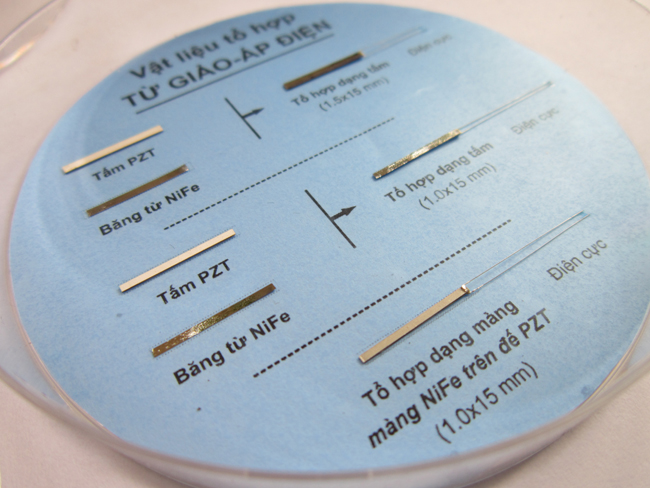 Vật liệu tổ hợp
TỪ GIẢO-ÁP ĐIỆN
Tấm PZT
Băng từ NiFe
Tổ hợp dạng tấm
(1.5x15 mm)
Điện cực
Tấm PZT
Băng từ NiFe
Tổ hợp dạng tấm
(1.0x15 mm)
Điện cực
Tổ hợp dạng màng
màng NiFe trên đế PZT
(1.0x15 mm)
Điện cực